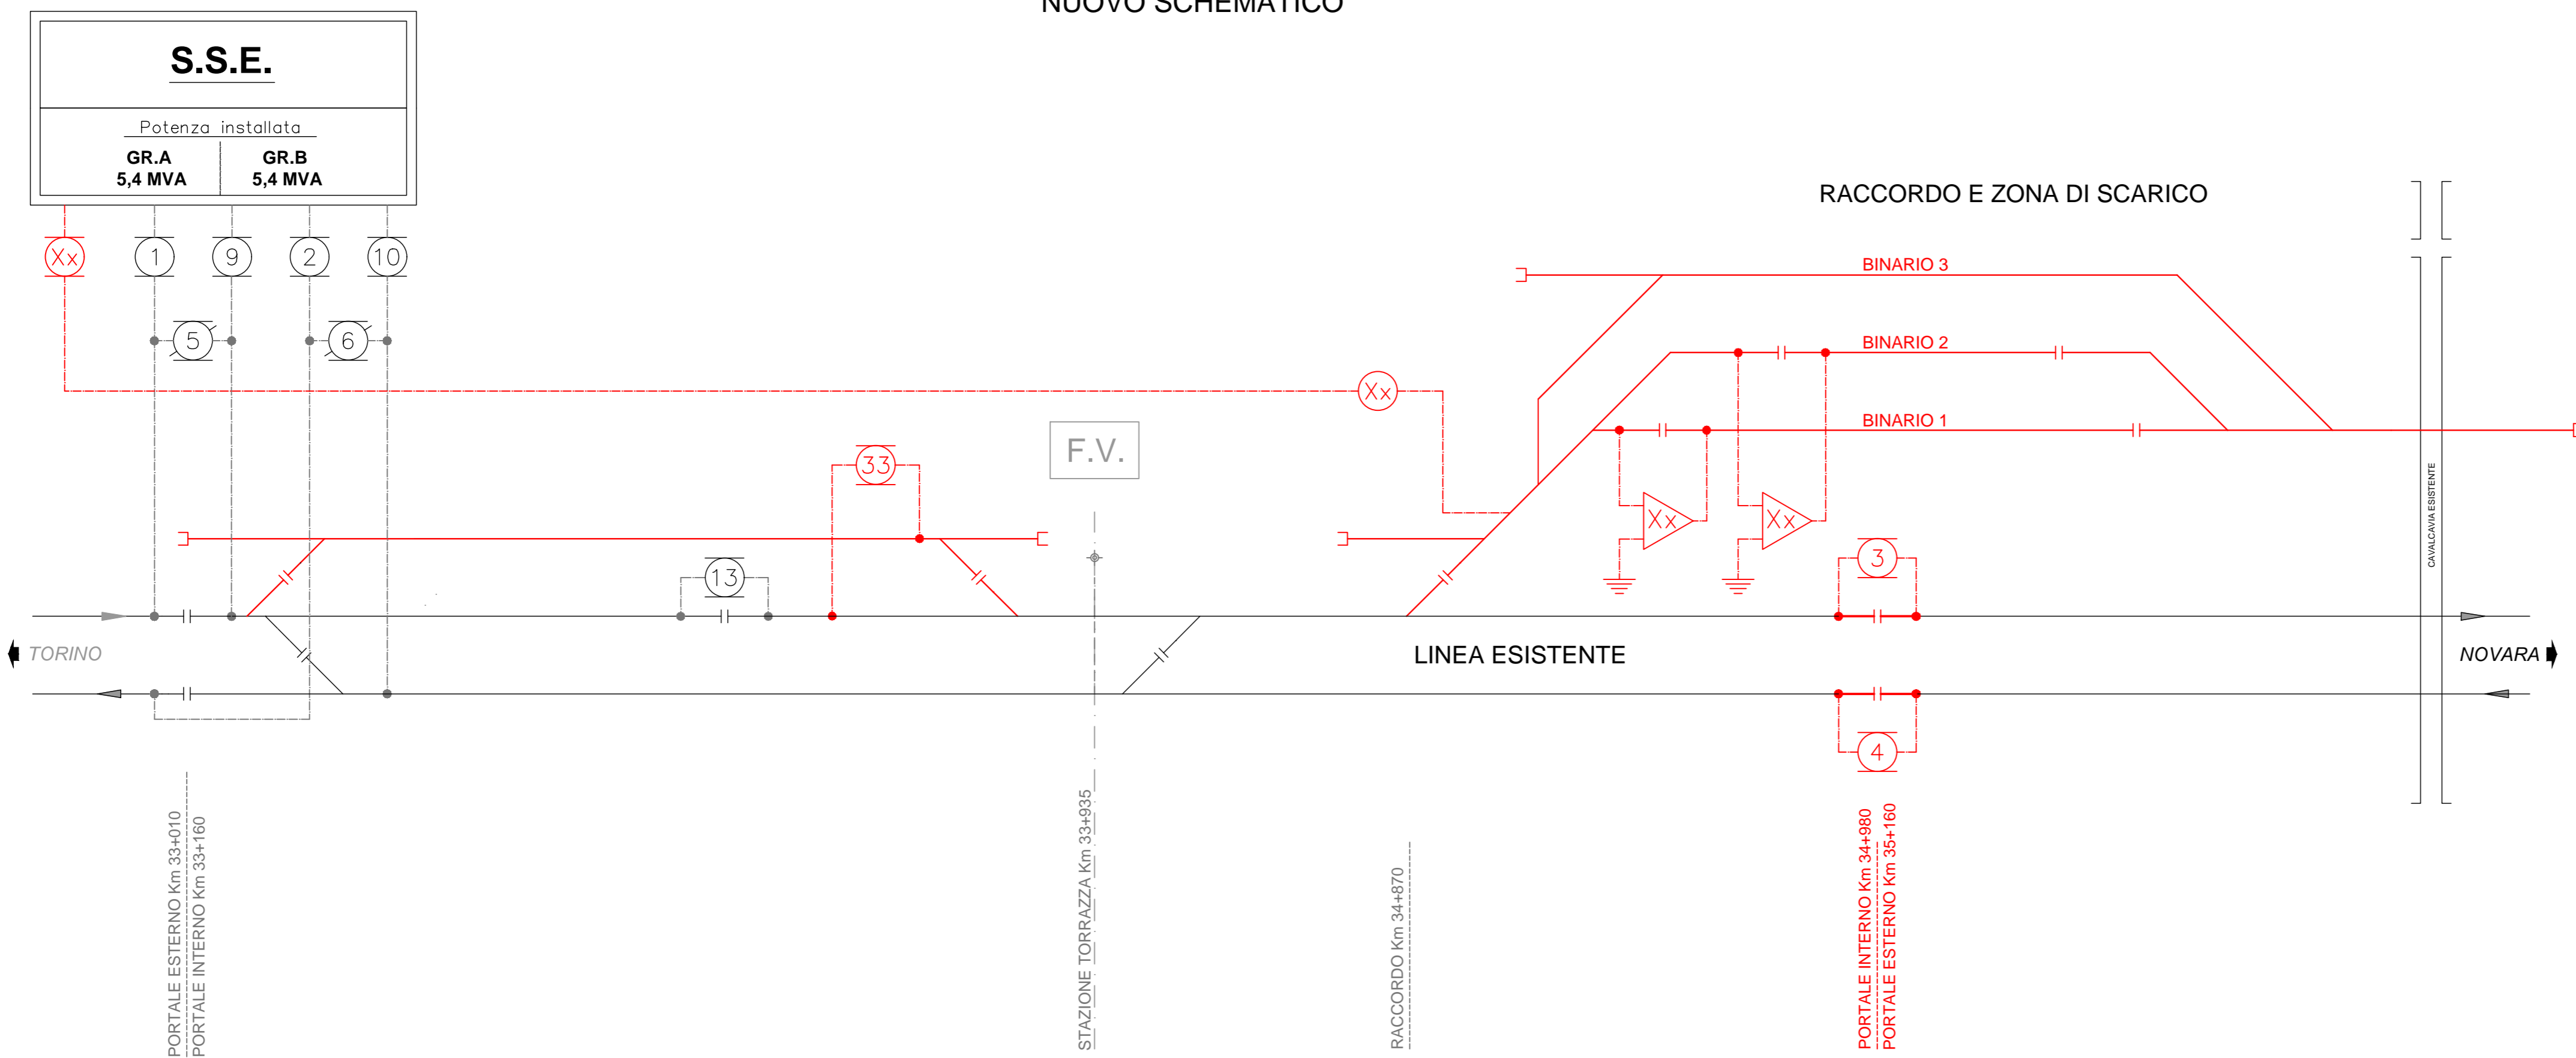 NUOVO SCHEMATICO
S.S.E.
Potenza installata
GR.A
5,4 MVA
GR.B
5,4 MVA
RACCORDO E ZONA DI SCARICO
Xx
1
9
2
10
BINARIO 3
5
6
BINARIO 2
Xx
BINARIO 1
F.V.
33
Xx
Xx
CAVALCAVIA ESISTENTE
3
13
TORINO
LINEA ESISTENTE
NOVARA
4
PORTALE ESTERNO Km 33+010
PORTALE INTERNO Km 33+160
STAZIONE TORRAZZA Km 33+935
RACCORDO Km 34+870
PORTALE INTERNO Km 34+980
PORTALE ESTERNO Km 35+160